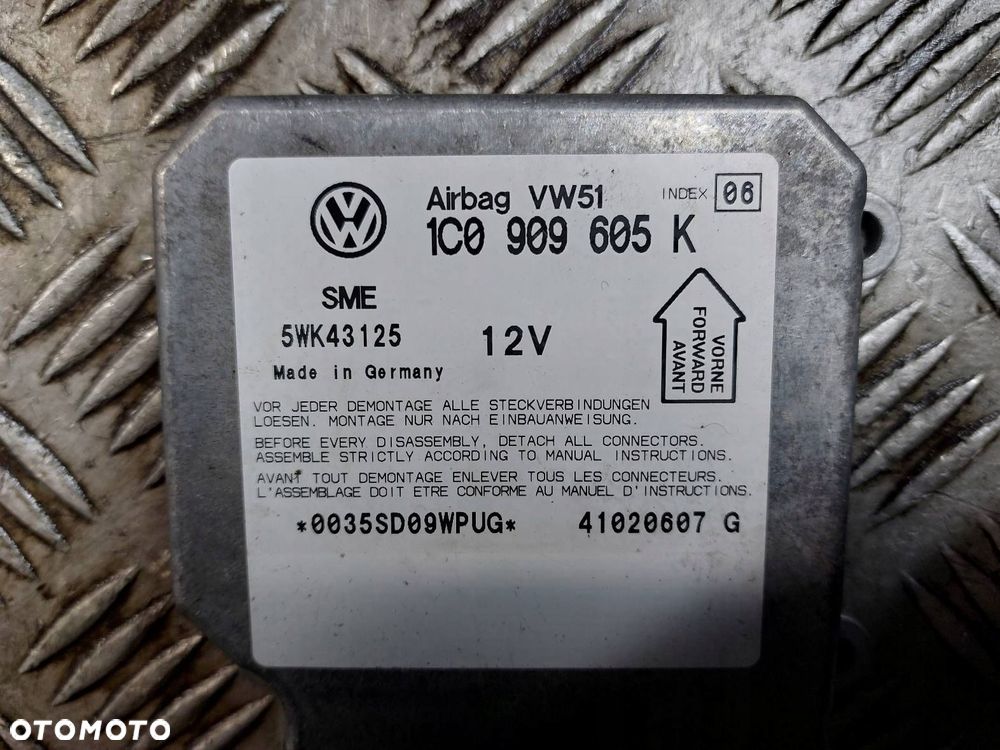 Airbag VW51 INDEX 06
1C0 909 605 K
SME
5WK43125 12V
Made in Germany
VORNE
FORWARD
AVANT
VOR JEDER DEMONTAGE ALLE STECKVERBINDUNGEN
LOESEN. MONTAGE NUR NACH EINBAUANWEISUNG.
BEFORE EVERY DISASSEMBLY, DETACH ALL CONNECTORS.
ASSEMBLE STRICTLY ACCORDING TO MANUAL INSTRUCTIONS.
AVANT TOUT DEMONTAGE ENLEVER TOUS LES CONNECTEURS.
L'ASSEMBLAGE DOIT ETRE CONFORME AU MANUEL D'INSTRUCTIONS.
*0035SD09WPUG* 41020607 G
OTOMOTO